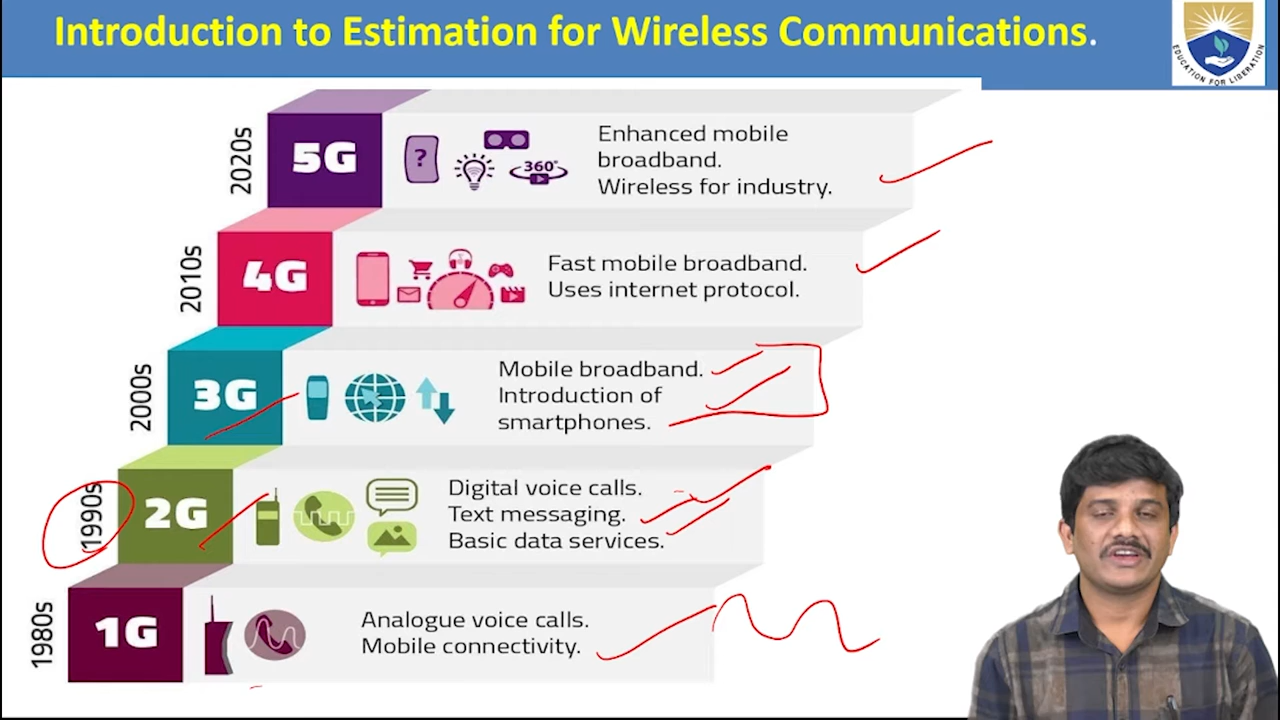 Introduction to Estimation for Wireless Communications.
EDUCATION FOR LIBERATION
2020s
5G
?
360°
Enhanced mobile
broadband.
Wireless for industry.
2010s
4G
Fast mobile broadband.
Uses internet protocol.
2000s
3G
Mobile broadband.
Introduction of
smartphones.
1990s
2G
Digital voice calls.
Text messaging.
Basic data services.
1980s
1G
Analogue voice calls.
Mobile connectivity.